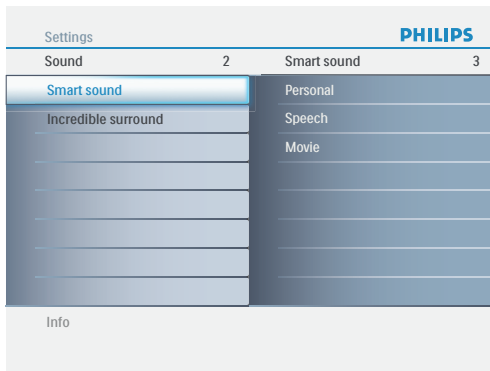 Settings
PHILIPS
Sound 2
Smart sound 3
Smart sound
Incredible surround
Personal
Speech
Movie
Info